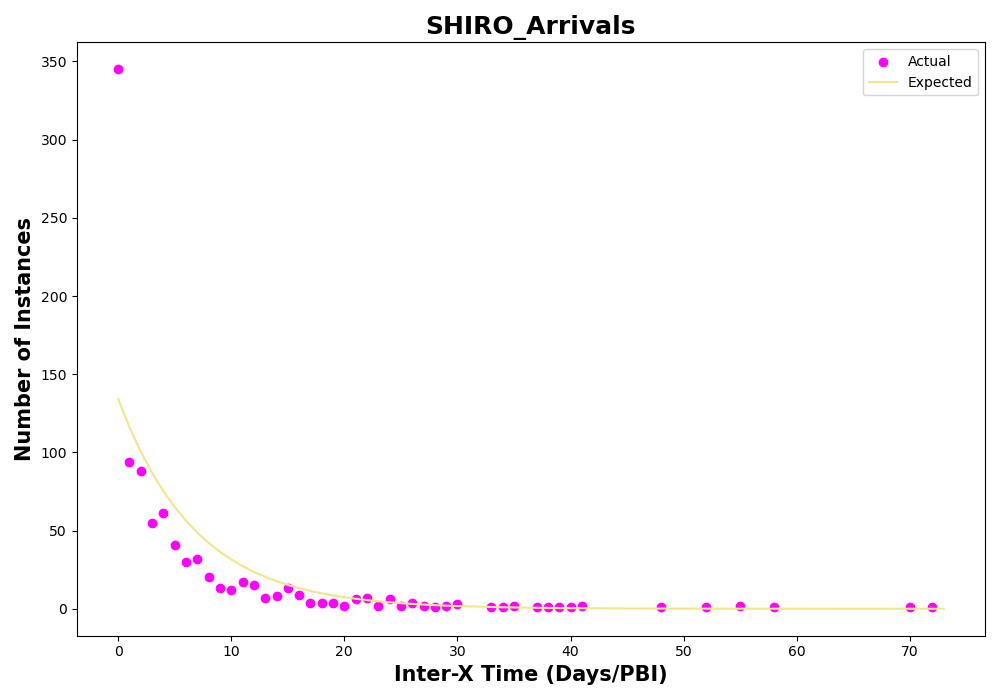 SHIRO_Arrivals
Actual
Expected
Number of Instances
350
300
250
200
150
100
50
0
0 10 20 30 40 50 60 70
Inter-X Time (Days/PBI)